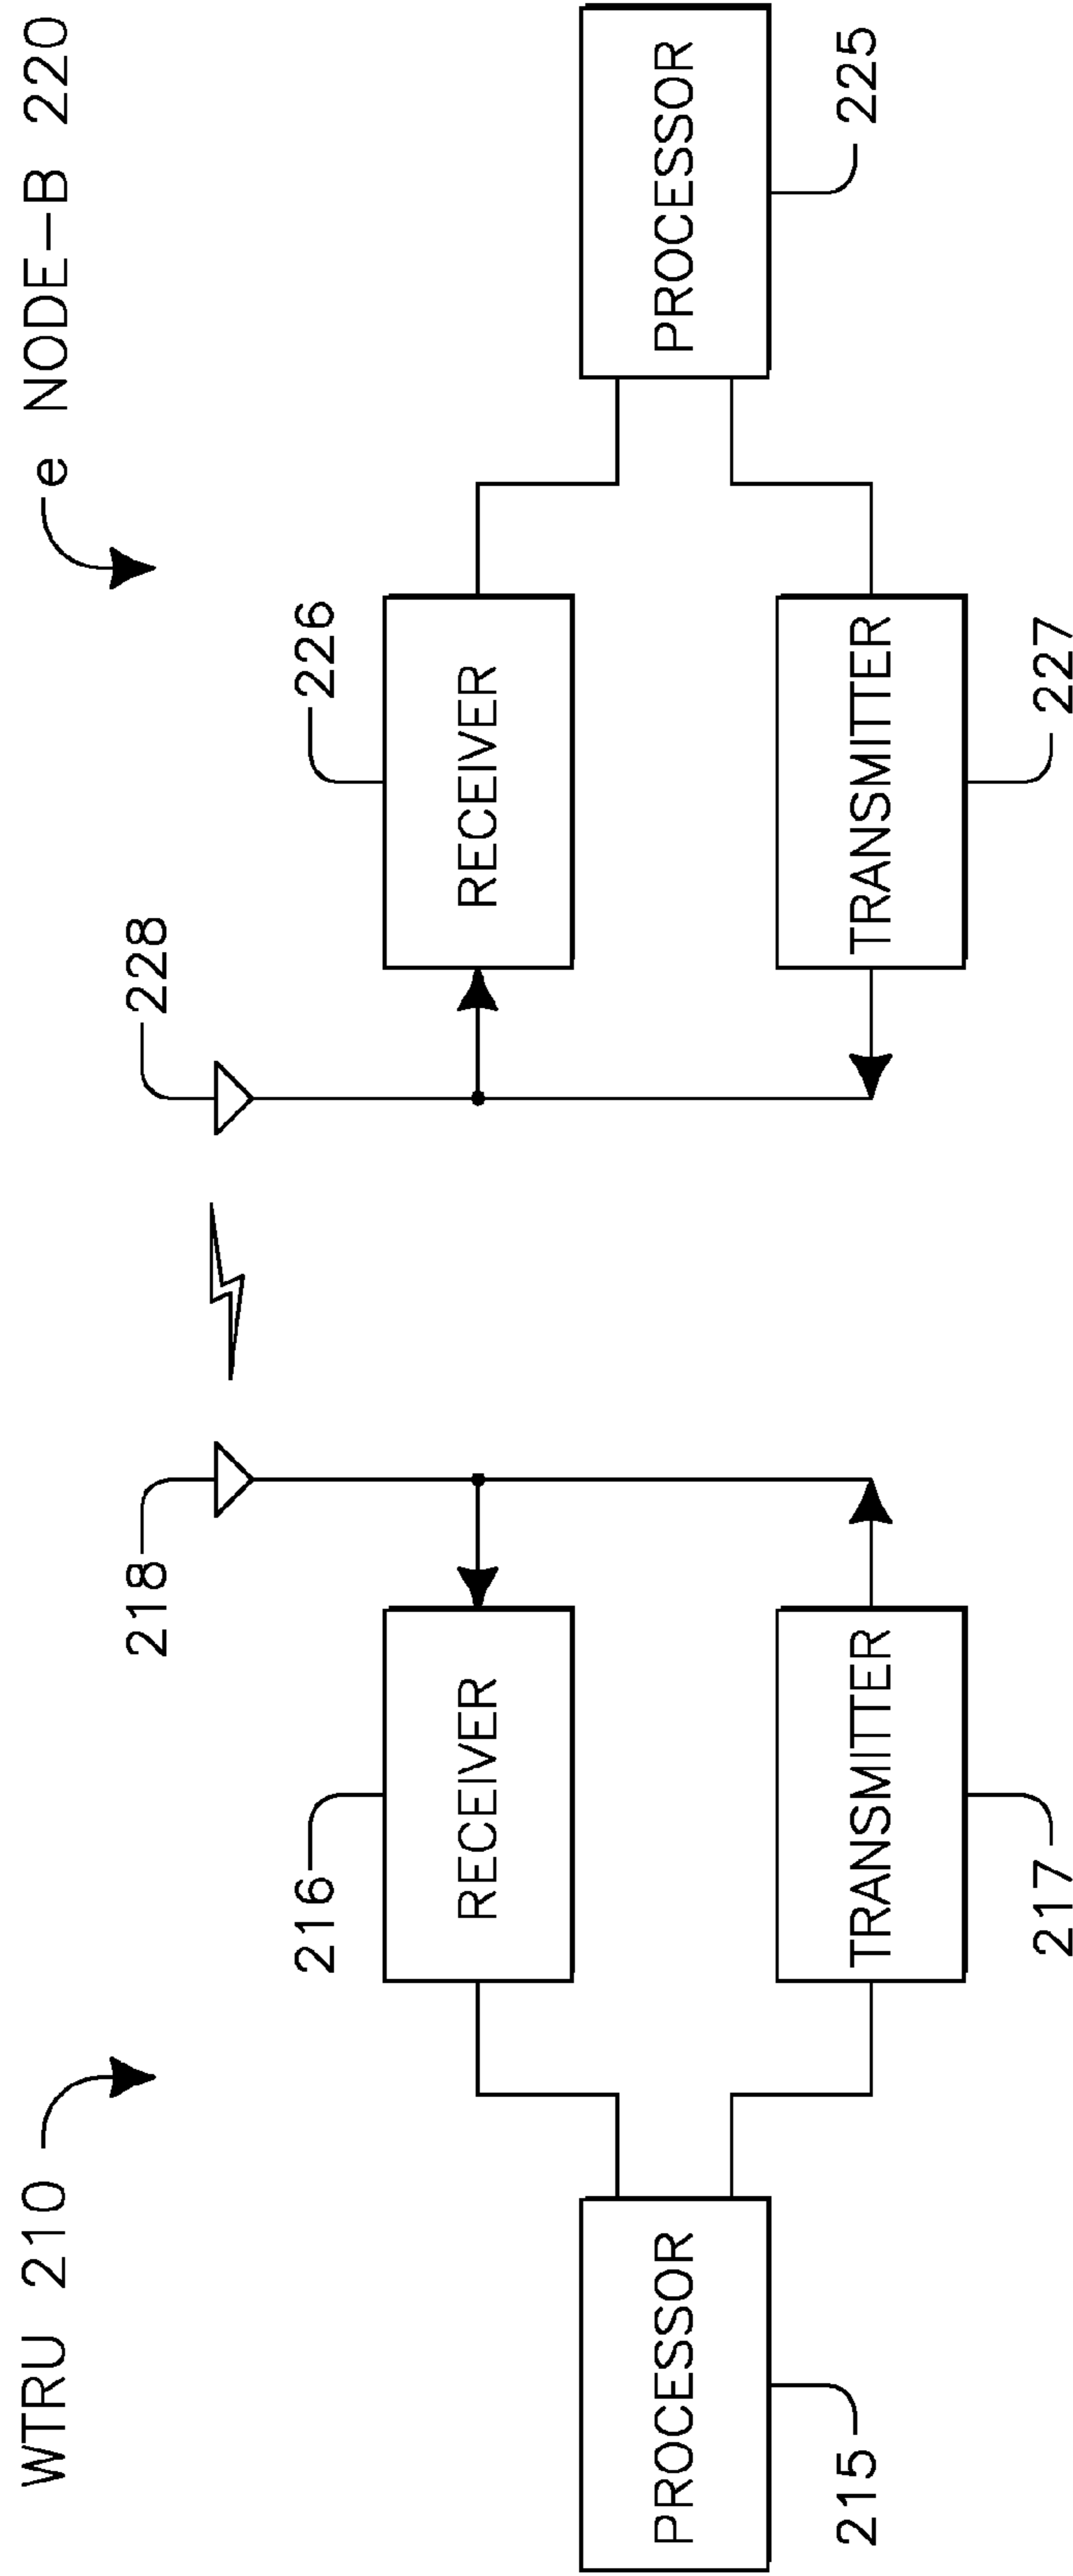 WTRU 210
e NODE-B 220
218
228
216
226
RECEIVER
RECEIVER
PROCESSOR
PROCESSOR
215
225
TRANSMITTER
TRANSMITTER
217
227